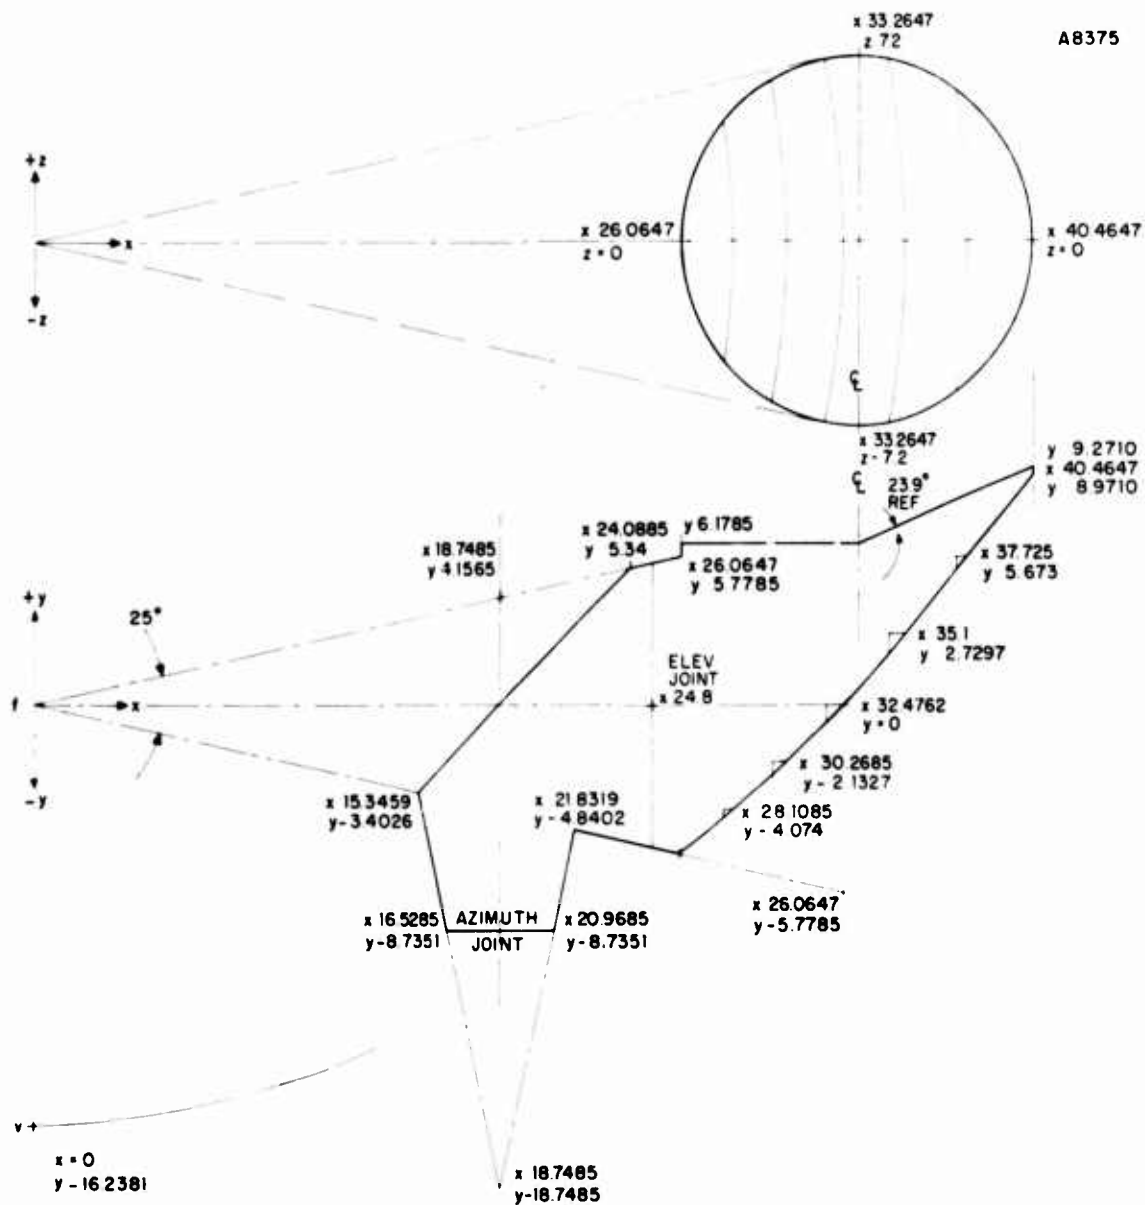 x 33.2647
z 72
A8375
+z
x
-z
x 26.0647
z = 0
x 40.4647
z = 0
℄
x 33.2647
z-7.2
y 9.2710
x 40.4647
y 8.9710
℄
23.9°
REF
x 24.0885
y 5.34
y 6.1785
x 18.7485
y 4.1565
x 26.0647
y 5.7785
x 37.725
y 5.673
+y
25°
x 35.1
y 2.7297
ELEV
JOINT
x 24.8
f
x
x 32.4762
y=0
-y
x 30.2685
y-2.1327
x 15.3459
y-3.4026
x 21.8319
y-4.8402
x 28.1085
y-4.074
x 26.0647
y-5.7785
x 16.5285
y-8.7351
AZIMUTH
JOINT
x 20.9685
y-8.7351
v
x = 0
y -16.2381
x 18.7485
y-18.7485